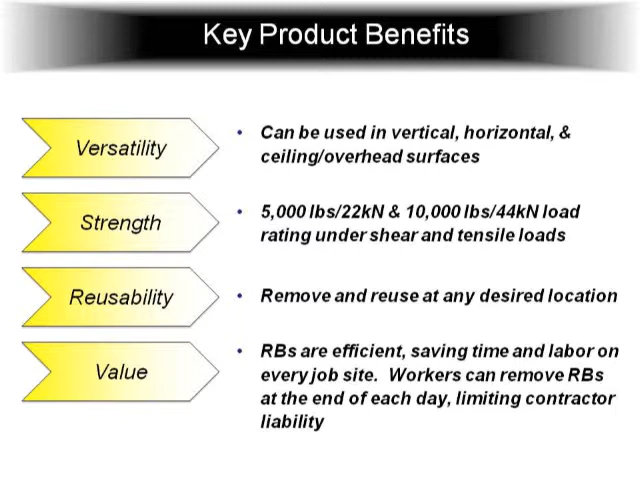 Key Product Benefits
Versatility
• Can be used in vertical, horizontal, &
ceiling/overhead surfaces
Strength
• 5,000 lbs/22kN & 10,000 lbs/44kN load
rating under shear and tensile loads
Reusability
• Remove and reuse at any desired location
Value
• RBs are efficient, saving time and labor on
every job site.  Workers can remove RBs
at the end of each day, limiting contractor
liability